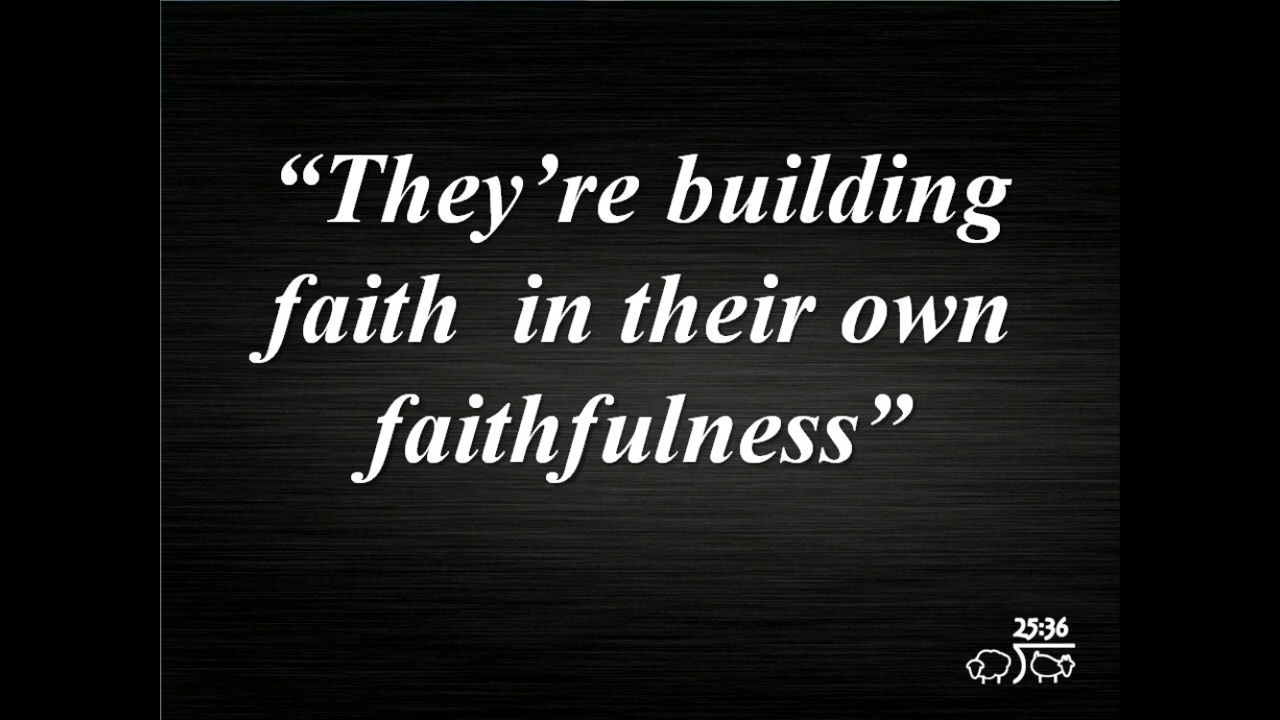 “They’re building
faith  in their own
faithfulness”
25:36